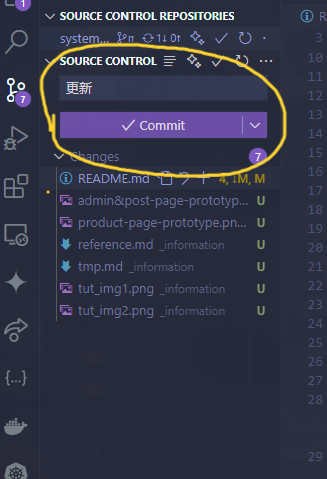 SOURCE CONTROL REPOSITORIES
system... 1↓ 0↑
SOURCE CONTROL
更新
Commit
Changes 7
README.md 4, ↓M, M
admin&post-page-prototyp... U
product-page-prototype.pn... U
reference.md _information U
tmp.md _information U
tut_img1.png _information U
tut_img2.png _information U
1
7
R
3
10
11
12
13
14
15
16
17
18
19
20
21
22
23
24
25
26
27
28
29